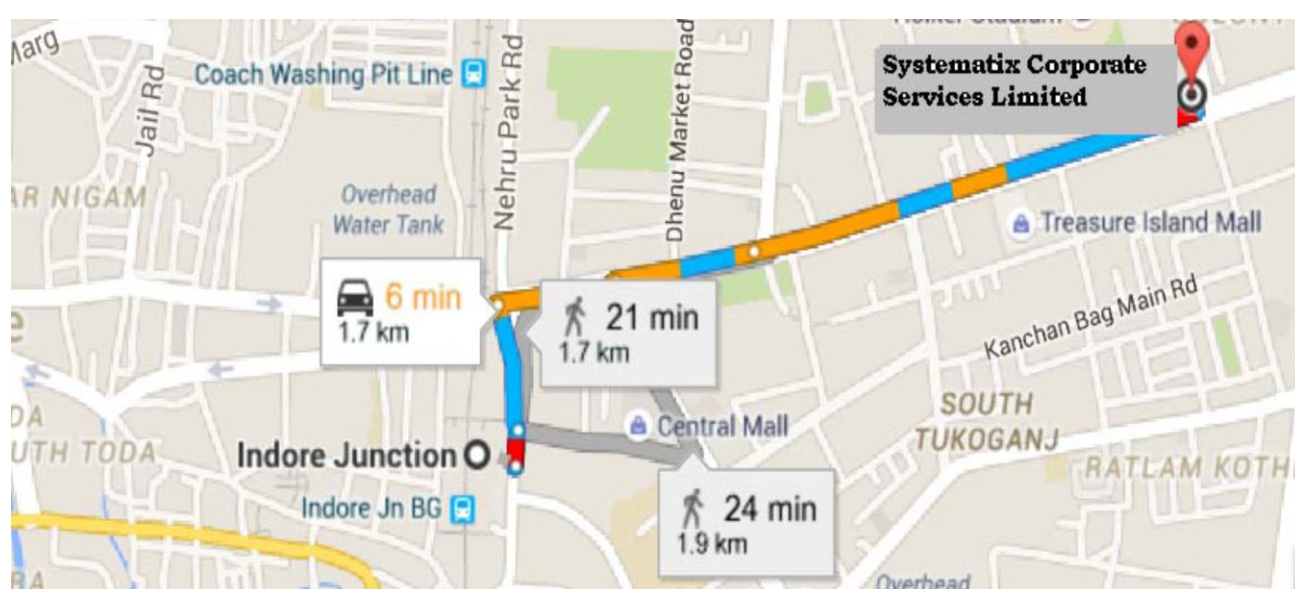 Marg
Holker Stadium
COLONY
Systematix Corporate
Services Limited
Coach Washing Pit Line
Jail Rd
Nehru Park Rd
Dhenu Market Road
AR NIGAM
Overhead
Water Tank
Treasure Island Mall
6 min
1.7 km
21 min
1.7 km
Kanchan Bag Main Rd
SOUTH
TUKOGANJ
Central Mall
Indore Junction
UTH TODA
RATLAM KOTH
Indore Jn BG
24 min
1.9 km
Overhead